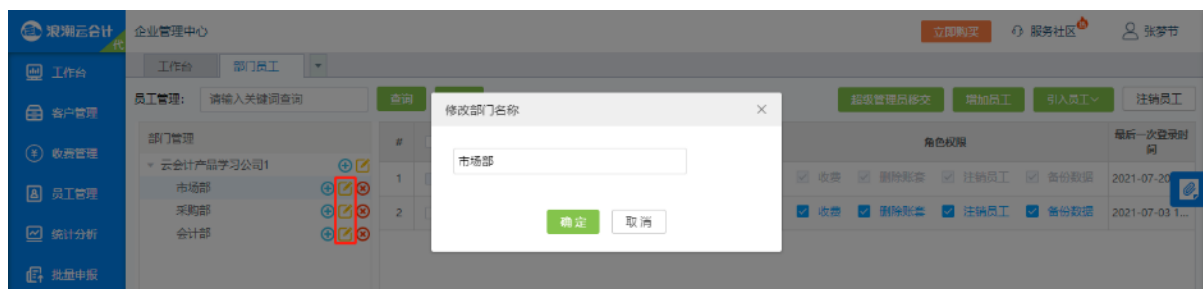 浪潮云会计
代
企业管理中心
立即购买
服务社区
张梦节
工作台
部门员工
工作台
客户管理
收费管理
员工管理
统计分析
批量申报
员工管理: 请输入关键词查询
查询
超级管理员移交
增加员工
引入员工
注销员工
部门管理
云会计产品学习公司1
市场部
采购部
会计部
修改部门名称
市场部
确定
取消
#
角色权限
最后一次登录时
间
1
收费 删除账套 注销员工 备份数据 2021-07-20
2
收费 删除账套 注销员工 备份数据 2021-07-03 1...